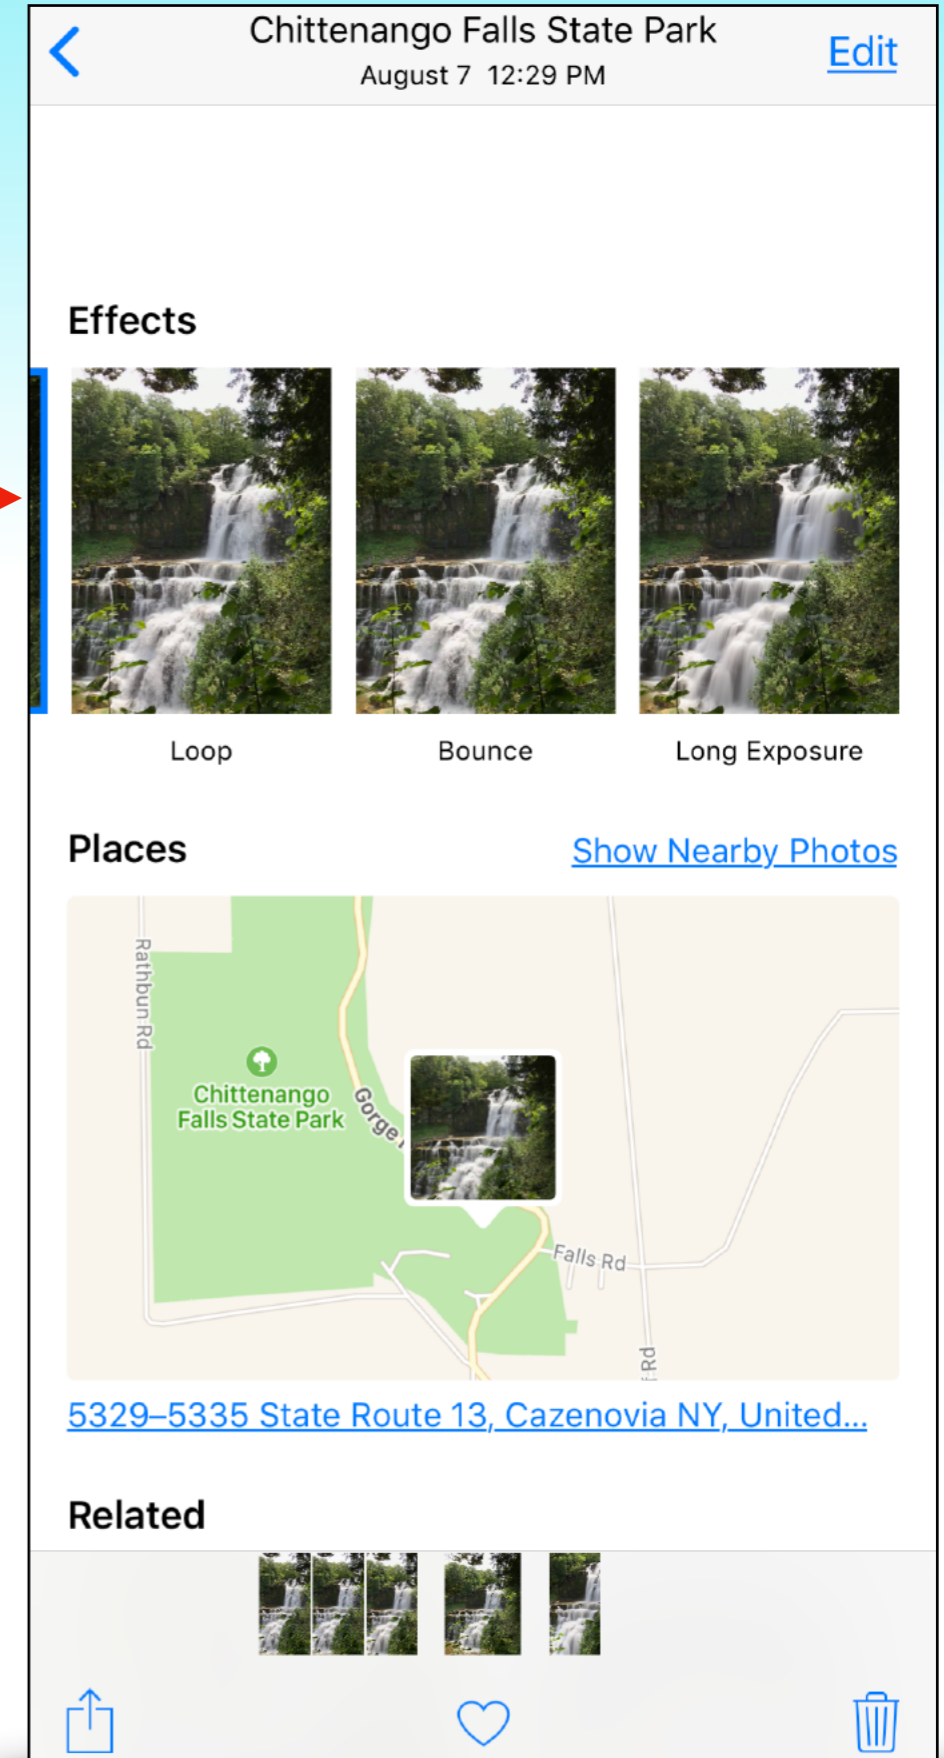 Chittenango Falls State Park
August 7 12:29 PM
Edit
Effects
Loop
Bounce
Long Exposure
Places
Show Nearby Photos
Rathbun Rd
Chittenango
Falls State Park
Gorge
Falls Rd
Rd
5329–5335 State Route 13, Cazenovia NY, United...
Related